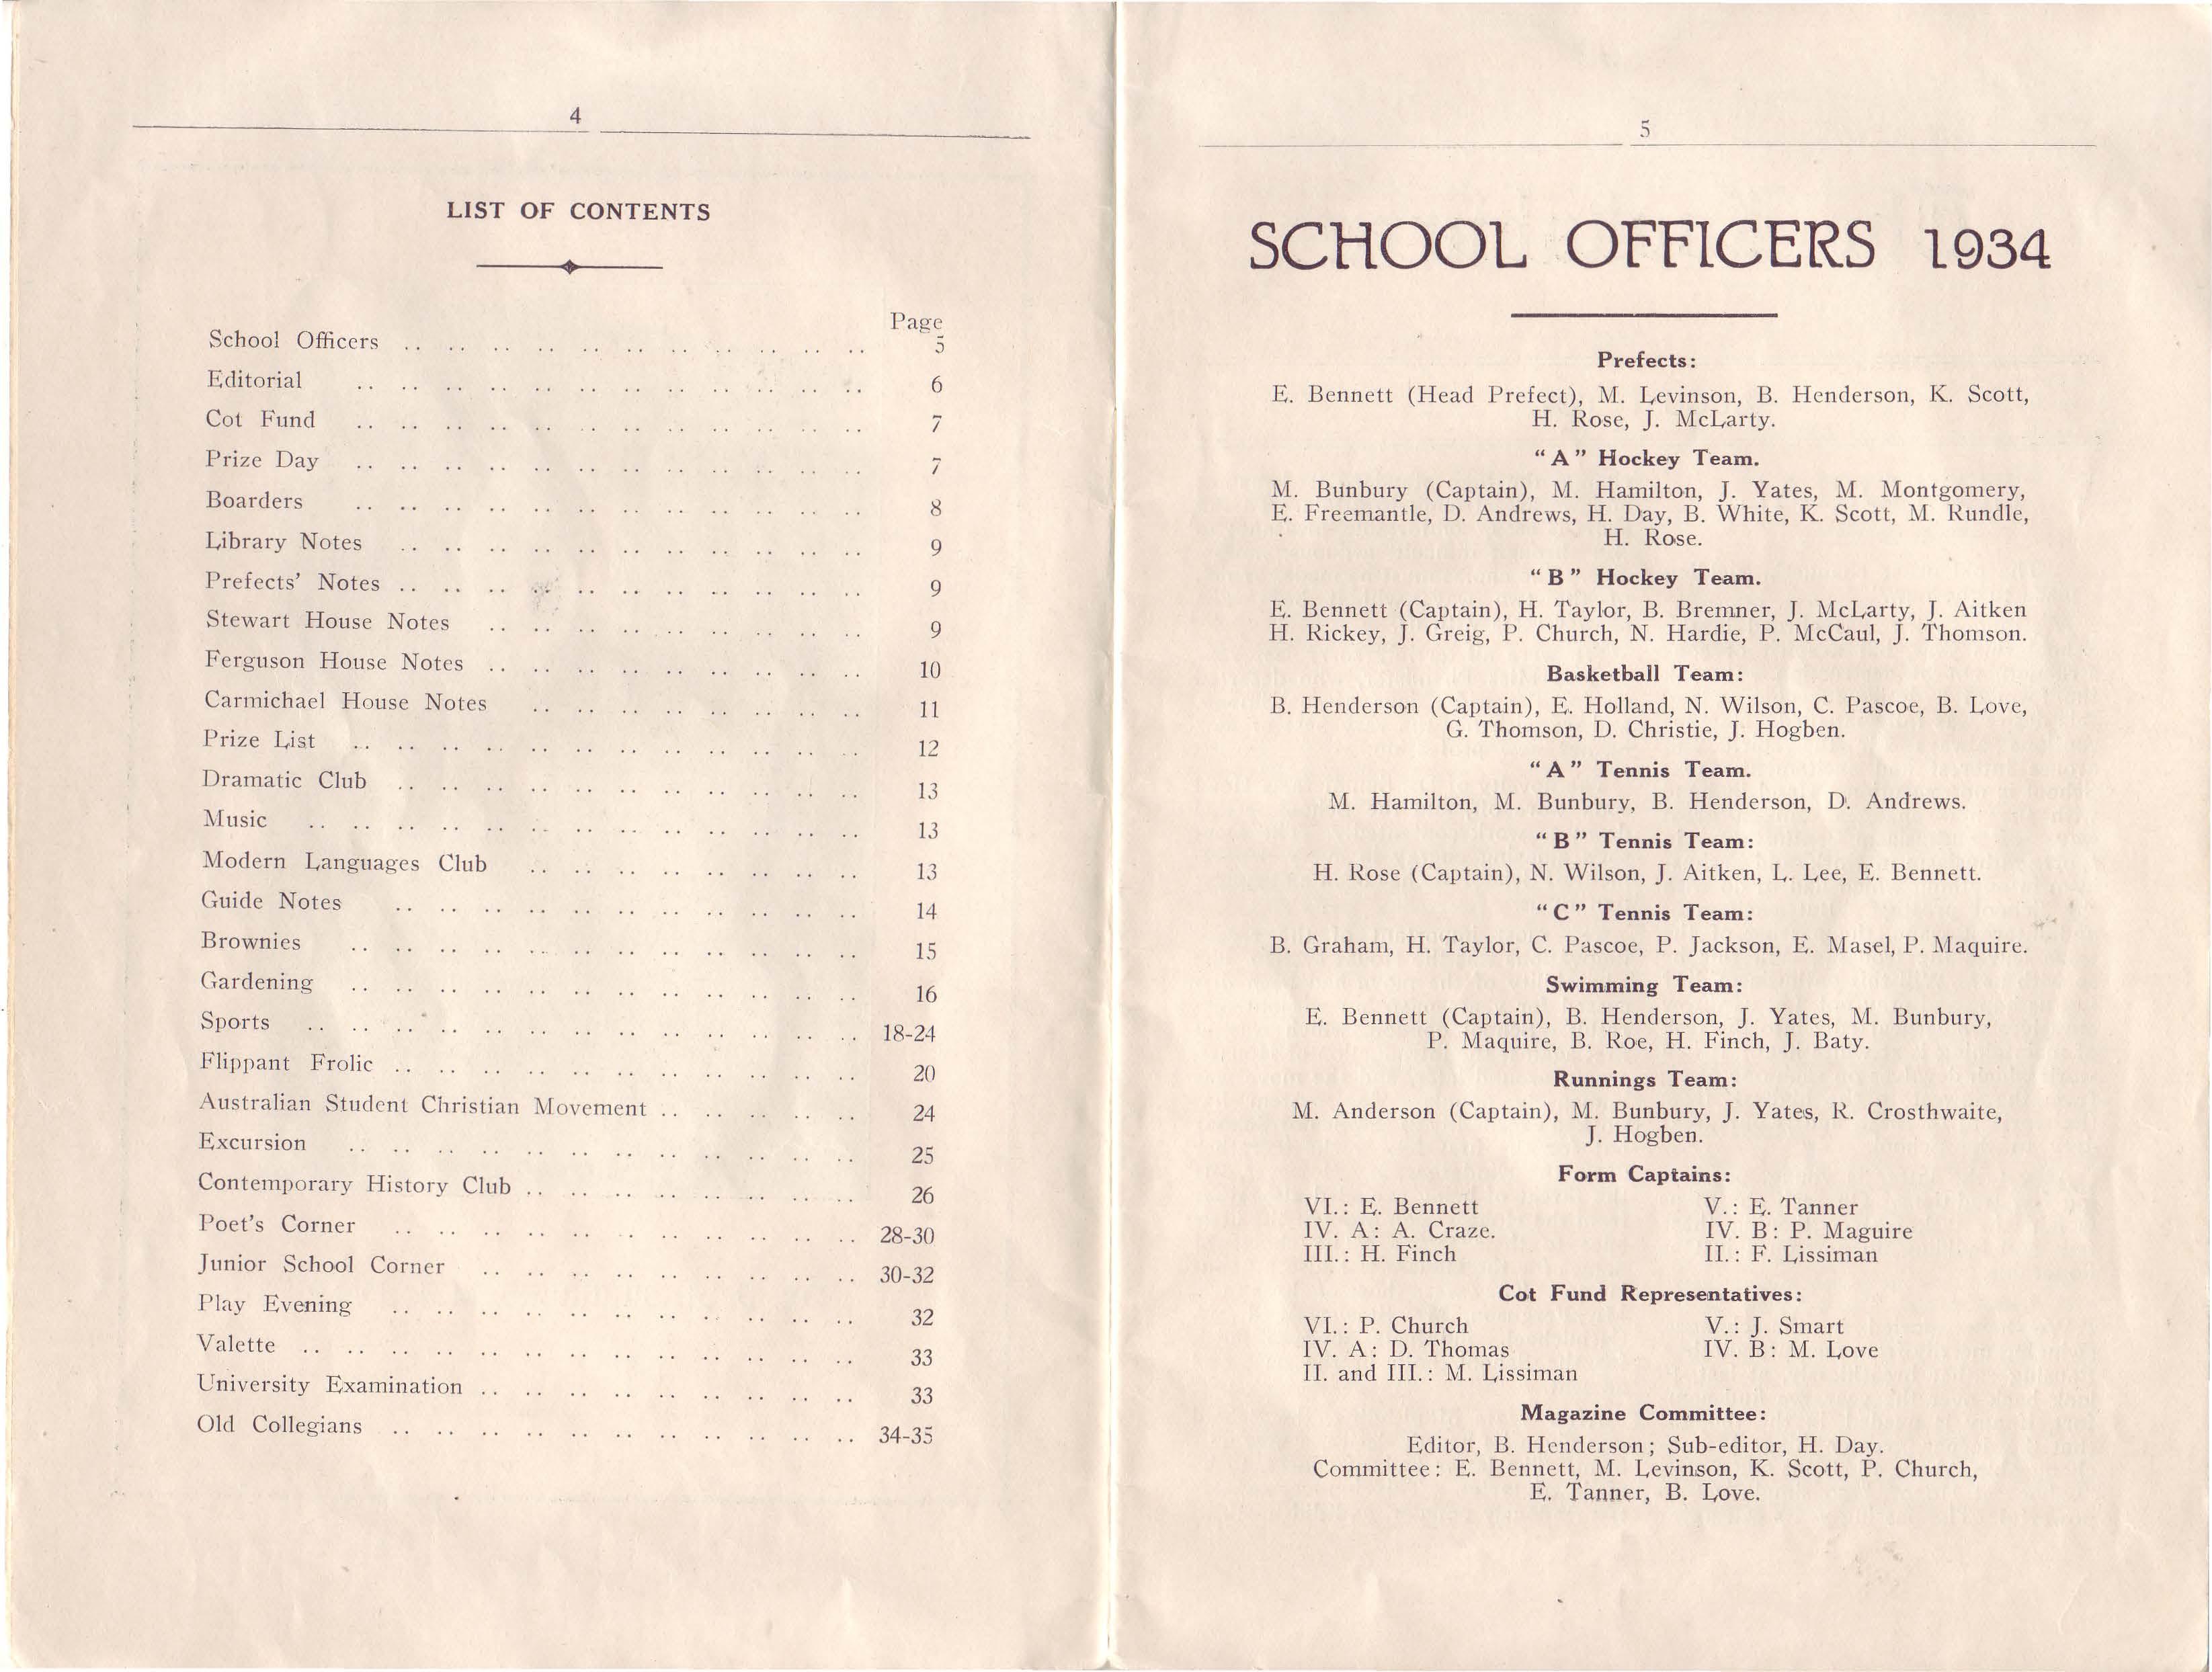 4
LIST OF CONTENTS
Page
School Officers .. .. .. .. .. .. .. .. .. .. .. 5
Editorial .. .. .. .. .. .. .. .. .. .. .. .. 6
Cot Fund .. .. .. .. .. .. .. .. .. .. .. .. 7
Prize Day .. .. .. .. .. .. .. .. .. .. .. .. 7
Boarders .. .. .. .. .. .. .. .. .. .. .. .. 8
Library Notes .. .. .. .. .. .. .. .. .. .. .. 9
Prefects' Notes .. .. .. .. .. .. .. .. .. .. .. 9
Stewart House Notes .. .. .. .. .. .. .. .. .. 9
Ferguson House Notes .. .. .. .. .. .. .. .. .. 10
Carmichael House Notes .. .. .. .. .. .. .. .. 11
Prize List .. .. .. .. .. .. .. .. .. .. .. .. 12
Dramatic Club .. .. .. .. .. .. .. .. .. .. .. 13
Music .. .. .. .. .. .. .. .. .. .. .. .. .. 13
Modern Languages Club .. .. .. .. .. .. .. .. 13
Guide Notes .. .. .. .. .. .. .. .. .. .. .. 14
Brownies .. .. .. .. .. .. .. .. .. .. .. .. 15
Gardening .. .. .. .. .. .. .. .. .. .. .. .. 16
Sports .. .. .. .. .. .. .. .. .. .. .. .. .. 18-24
Flippant Frolic .. .. .. .. .. .. .. .. .. .. .. 20
Australian Student Christian Movement .. .. .. .. .. 24
Excursion .. .. .. .. .. .. .. .. .. .. .. .. 25
Contemporary History Club .. .. .. .. .. .. .. .. 26
Poet's Corner .. .. .. .. .. .. .. .. .. .. .. 28-30
Junior School Corner .. .. .. .. .. .. .. .. .. 30-32
Play Evening .. .. .. .. .. .. .. .. .. .. .. 32
Valette .. .. .. .. .. .. .. .. .. .. .. .. .. 33
University Examination .. .. .. .. .. .. .. .. .. 33
Old Collegians .. .. .. .. .. .. .. .. .. .. .. 34-35
5
SCHOOL OFFICERS 1934
Prefects:
E. Bennett (Head Prefect), M. Levinson, B. Henderson, K. Scott,
H. Rose, J. McLarty.
"A" Hockey Team.
M. Bunbury (Captain), M. Hamilton, J. Yates, M. Montgomery,
E. Freemantle, D. Andrews, H. Day, B. White, K. Scott, M. Rundle,
H. Rose.
"B" Hockey Team.
E. Bennett (Captain), H. Taylor, B. Bremner, J. McLarty, J. Aitken
H. Rickey, J. Greig, P. Church, N. Hardie, P. McCaul, J. Thomson.
Basketball Team:
B. Henderson (Captain), E. Holland, N. Wilson, C. Pascoe, B. Love,
G. Thomson, D. Christie, J. Hogben.
"A" Tennis Team.
M. Hamilton, M. Bunbury, B. Henderson, D. Andrews.
"B" Tennis Team:
H. Rose (Captain), N. Wilson, J. Aitken, L. Lee, E. Bennett.
"C" Tennis Team:
B. Graham, H. Taylor, C. Pascoe, P. Jackson, E. Masel, P. Maquire.
Swimming Team:
E. Bennett (Captain), B. Henderson, J. Yates, M. Bunbury,
P. Maquire, B. Roe, H. Finch, J. Baty.
Runnings Team:
M. Anderson (Captain), M. Bunbury, J. Yates, R. Crosthwaite,
J. Hogben.
Form Captains:
VI.: E. Bennett V.: E. Tanner
IV. A: A. Craze. IV. B: P. Maguire
III.: H. Finch II.: F. Lissiman
Cot Fund Representatives:
VI.: P. Church V.: J. Smart
IV. A: D. Thomas IV. B: M. Love
II. and III.: M. Lissiman
Magazine Committee:
Editor, B. Henderson; Sub-editor, H. Day.
Committee: E. Bennett, M. Levinson, K. Scott, P. Church,
E. Tanner, B. Love.